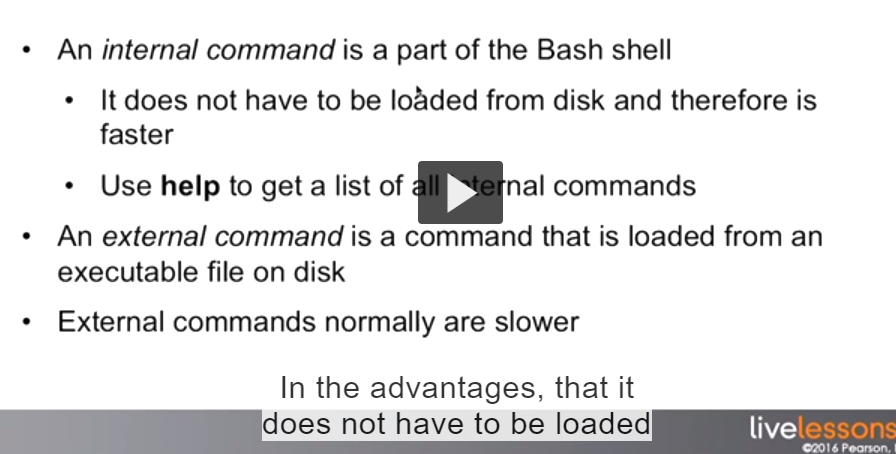 • An internal command is a part of the Bash shell
• It does not have to be loaded from disk and therefore is
faster
• Use help to get a list of all internal commands
• An external command is a command that is loaded from an
executable file on disk
• External commands normally are slower
In the advantages, that it
does not have to be loaded
livelessons
©2016 Pearson,